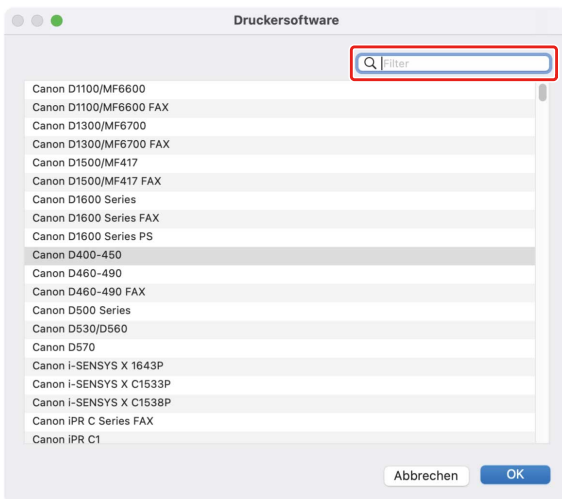 Druckersoftware
Filter
Canon D1100/MF6600
Canon D1100/MF6600 FAX
Canon D1300/MF6700
Canon D1300/MF6700 FAX
Canon D1500/MF417
Canon D1500/MF417 FAX
Canon D1600 Series
Canon D1600 Series FAX
Canon D1600 Series PS
Canon D400-450
Canon D460-490
Canon D460-490 FAX
Canon D500 Series
Canon D530/D560
Canon D570
Canon i-SENSYS X 1643P
Canon i-SENSYS X C1533P
Canon i-SENSYS X C1538P
Canon iPR C Series FAX
Canon iPR C1
Abbrechen OK